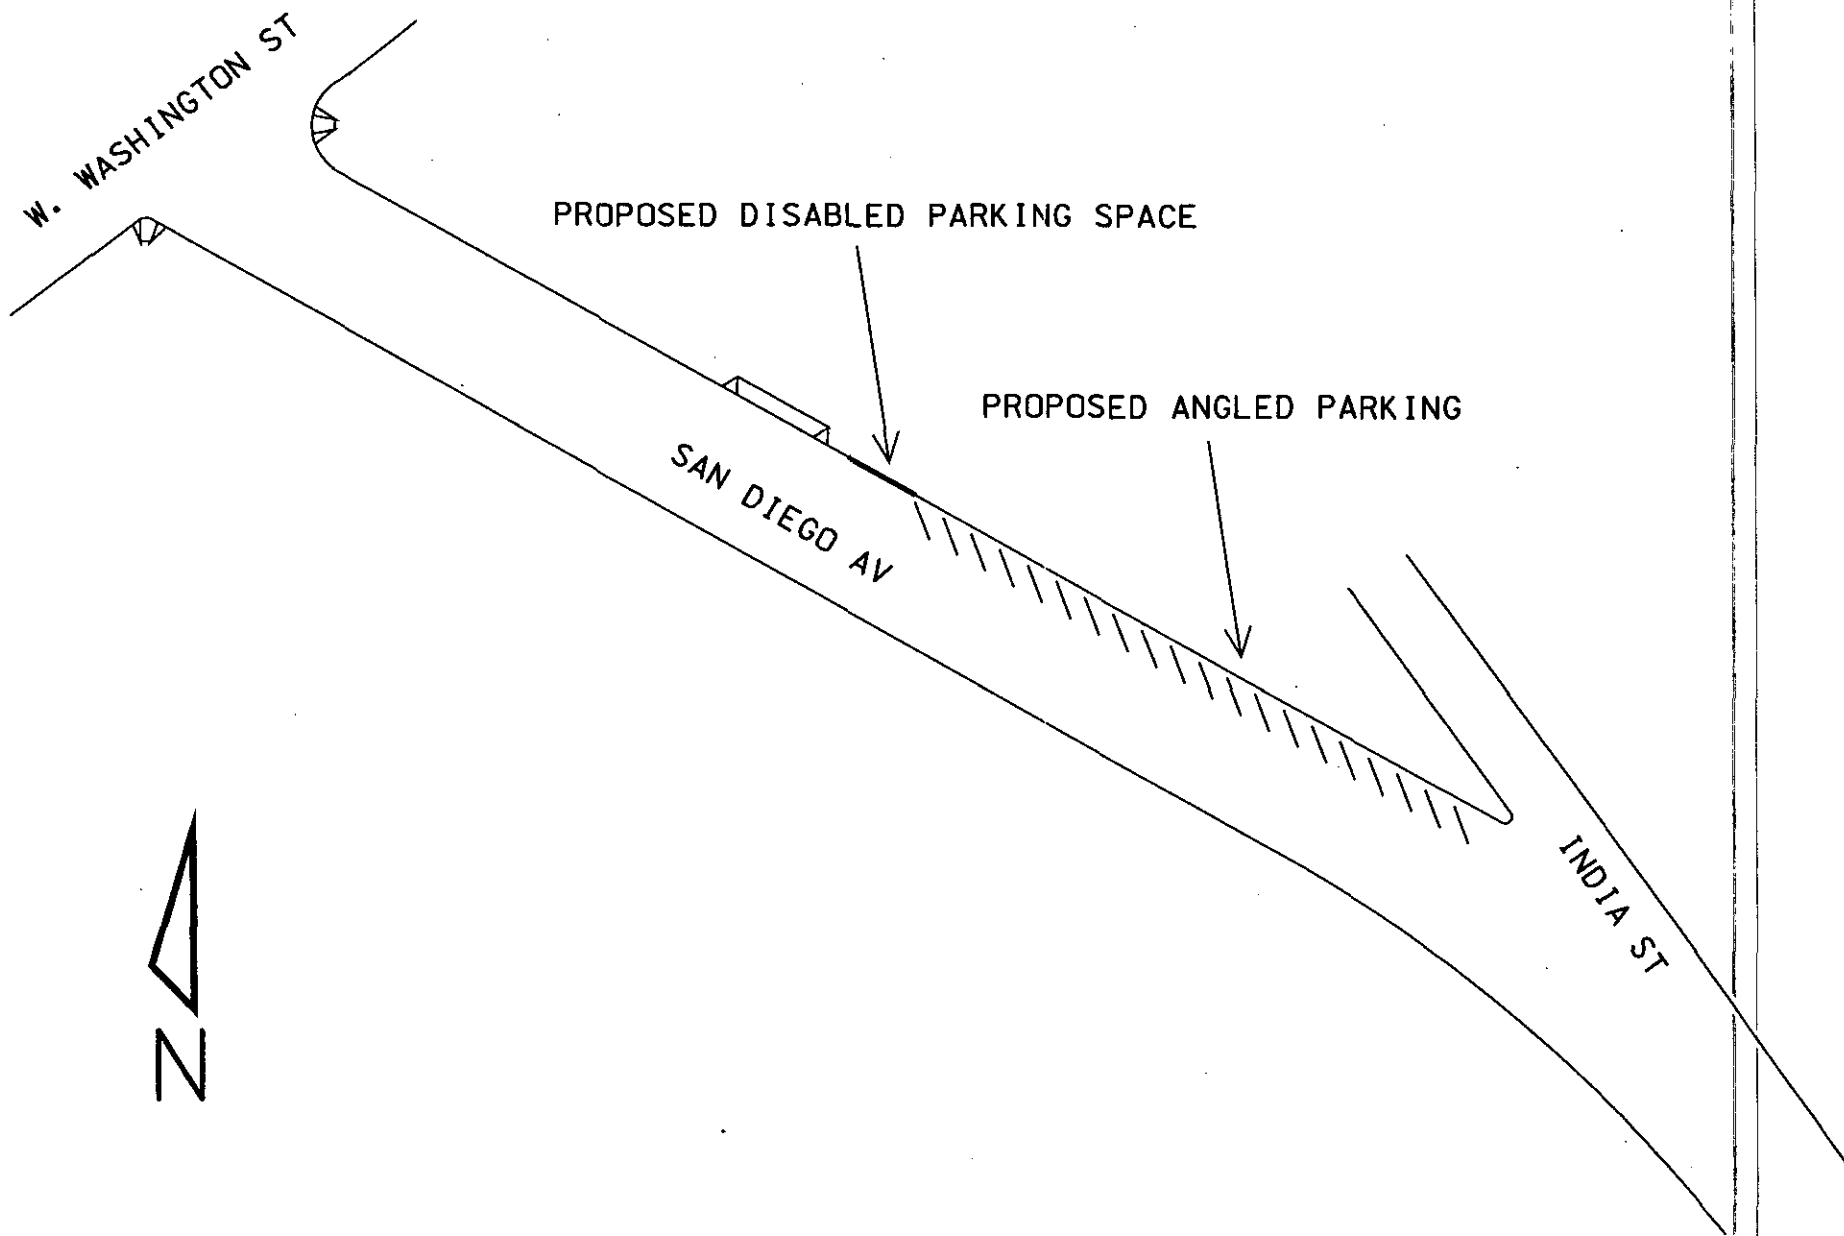 W. WASHINGTON ST
PROPOSED DISABLED PARKING SPACE
PROPOSED ANGLED PARKING
SAN DIEGO AV
INDIA ST
N